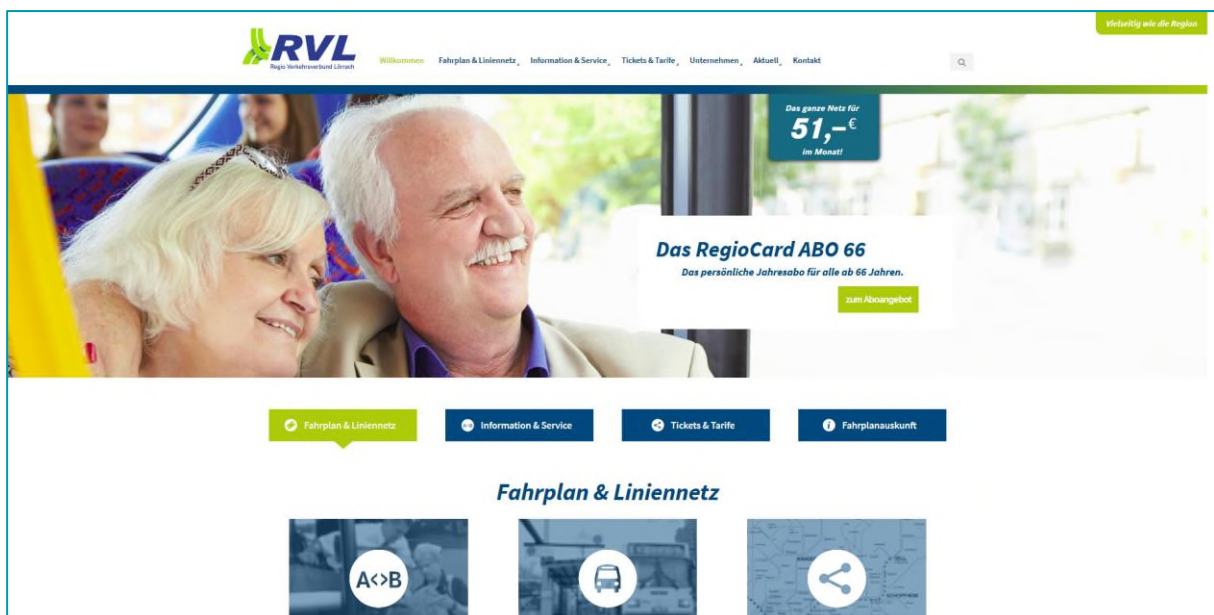 Vielseitig wie die Region
RVL
Regio Verkehrsverbund Lörrach
Willkommen Fahrplan & Liniennetz Information & Service Tickets & Tarife Unternehmen Aktuell Kontakt
Das ganze Netz für
51,-€
im Monat!
Das RegioCard ABO 66
Das persönliche Jahresabo für alle ab 66 Jahren.
zum Aboangebot
Fahrplan & Liniennetz Information & Service Tickets & Tarife Fahrplanauskunft
Fahrplan & Liniennetz
A<>B